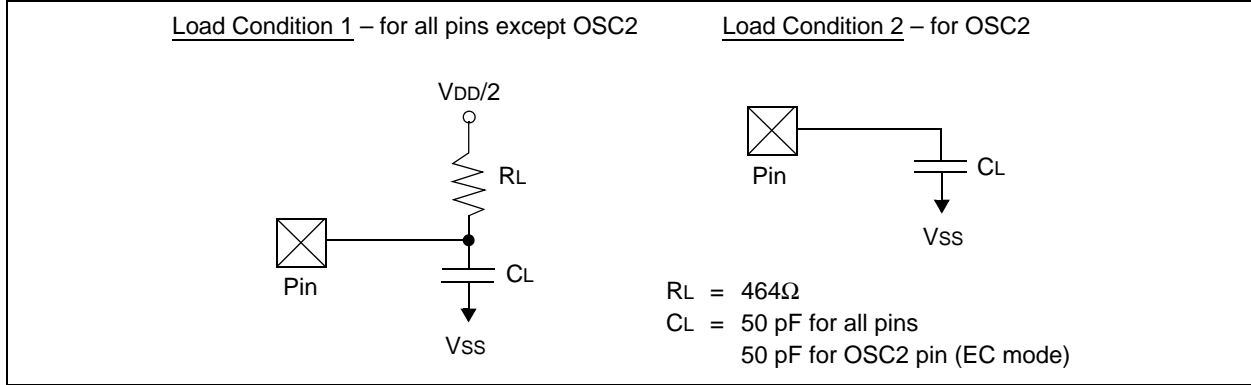 Load Condition 1 – for all pins except OSC2
VDD/2
RL
Pin
CL
VSS
Load Condition 2 – for OSC2
Pin
CL
VSS
RL = 464Ω
CL = 50 pF for all pins
50 pF for OSC2 pin (EC mode)